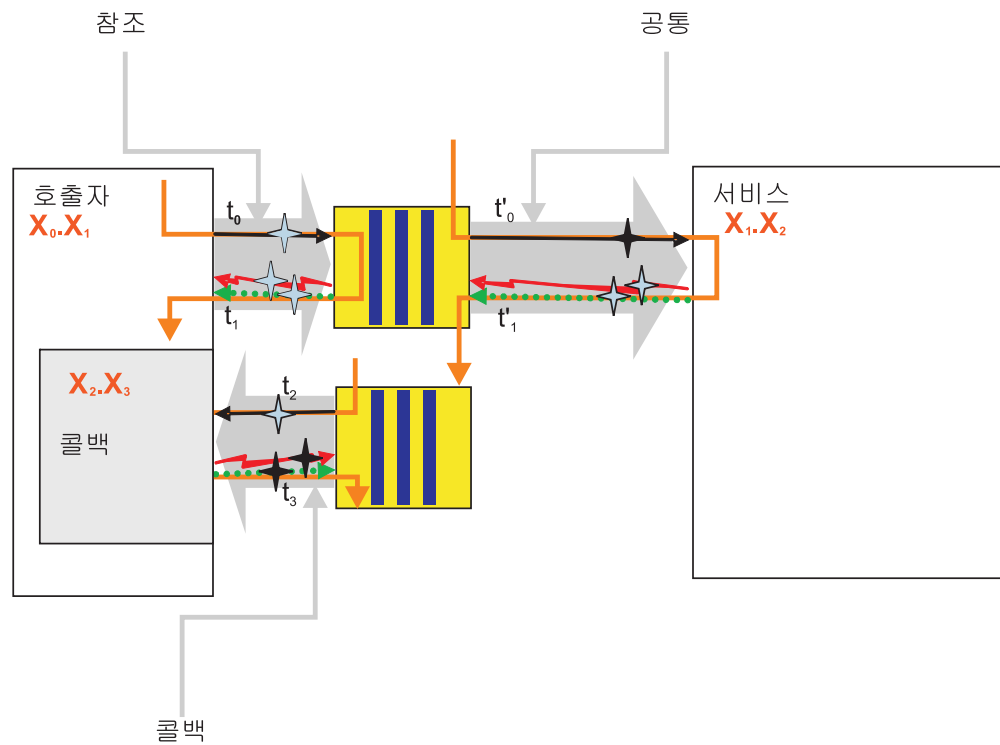 참조
공통
호출자
X₀.X₁
t₀
t'₀
서비스
X₁.X₂
t₁
t'₁
X₂.X₃
t₂
콜백
t₃
콜백